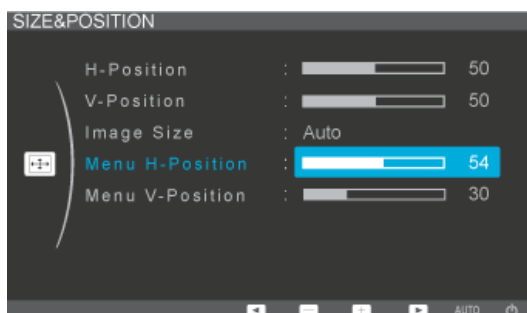 SIZE&POSITION
H-Position : 50
V-Position : 50
Image Size : Auto
Menu H-Position : 54
Menu V-Position : 30
AUTO